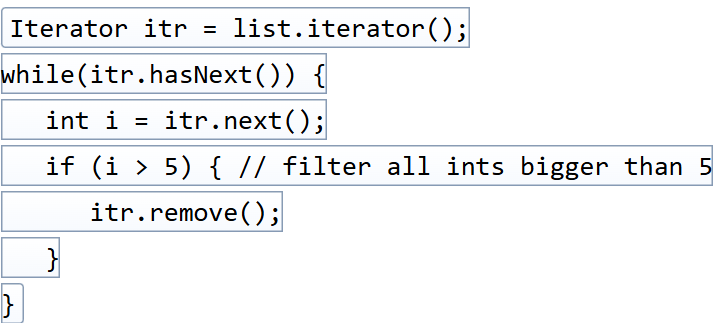 Iterator itr = list.iterator();
while(itr.hasNext()) {
   int i = itr.next();
   if (i > 5) { // filter all ints bigger than 5
      itr.remove();
   }
}